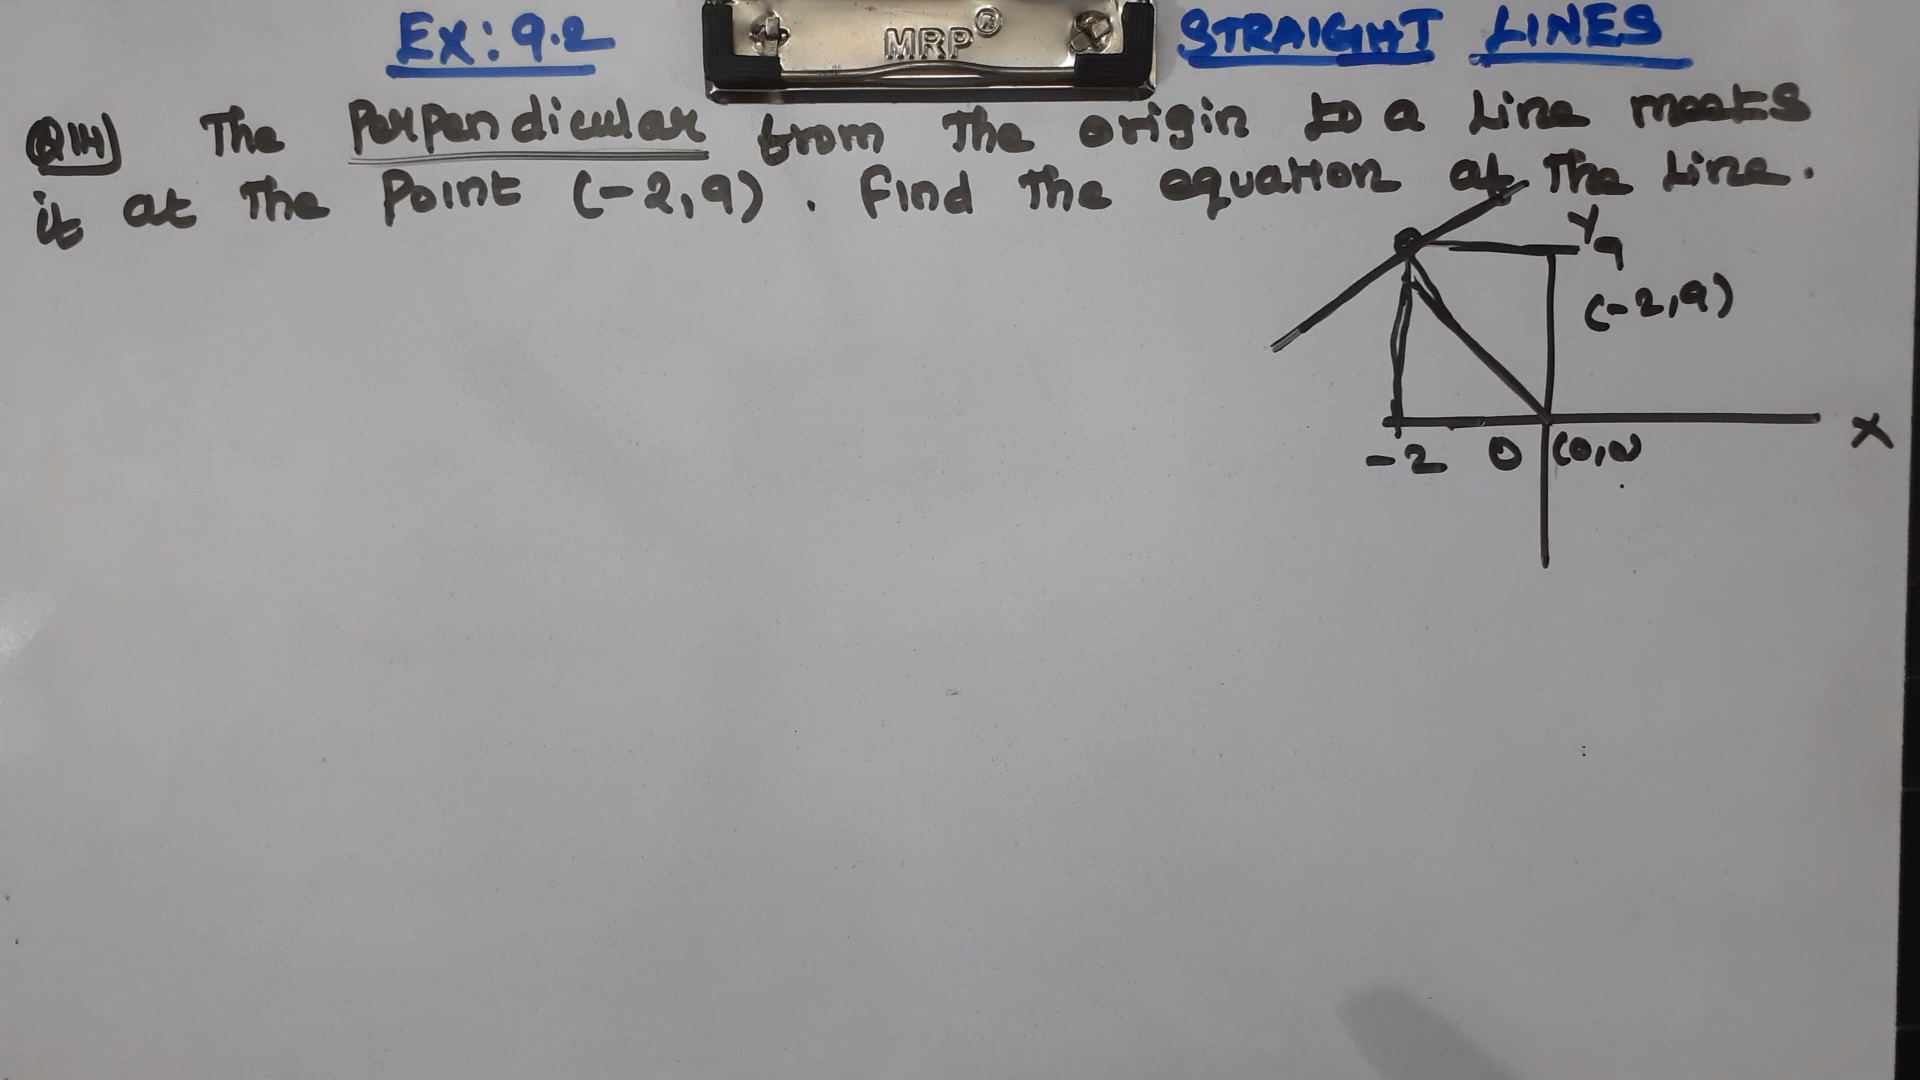 EX: 9.2
MRP®
STRAIGHT LINES
Q14) The Perpendicular from The origin to a Line meets
it at The Point (-2,9). Find The equation of The Line.
Y
9
(-2,9)
X
-2 0 (0,0)